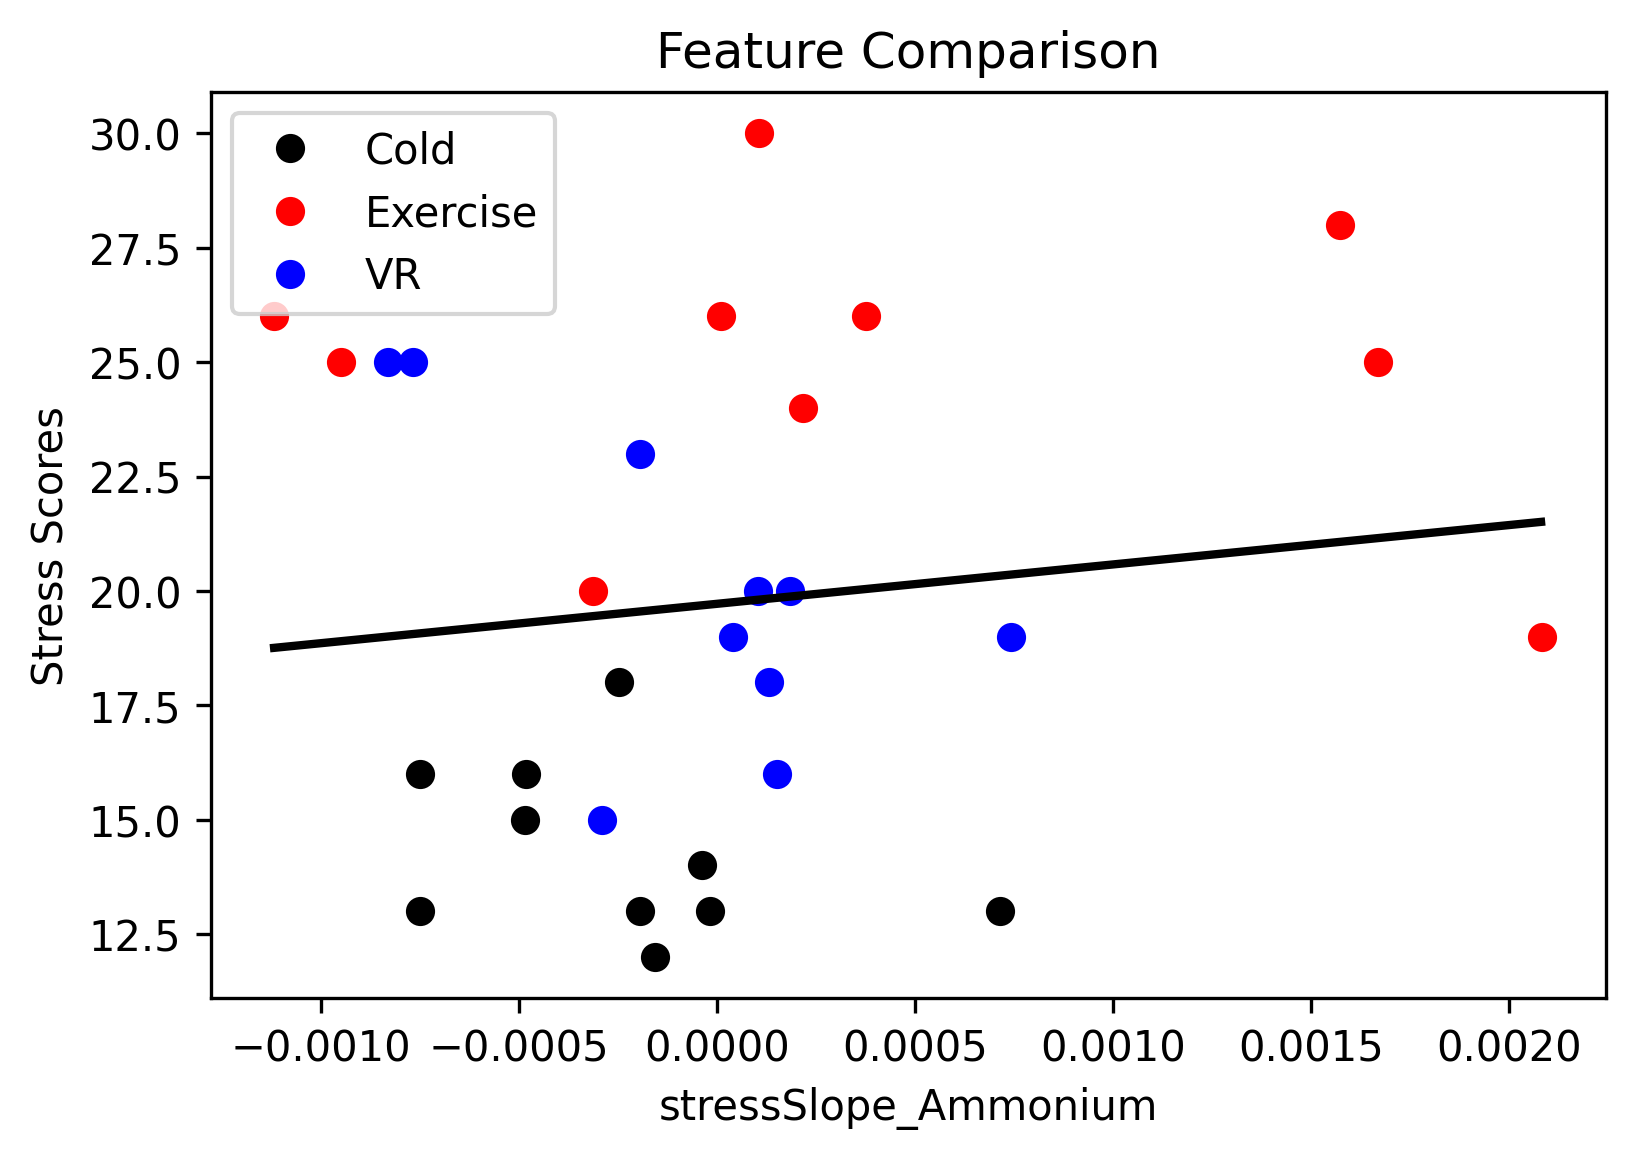 Feature Comparison
30.0
27.5
25.0
22.5
20.0
17.5
15.0
12.5
Stress Scores
Cold
Exercise
VR
−0.0010 −0.0005 0.0000 0.0005 0.0010 0.0015 0.0020
stressSlope_Ammonium